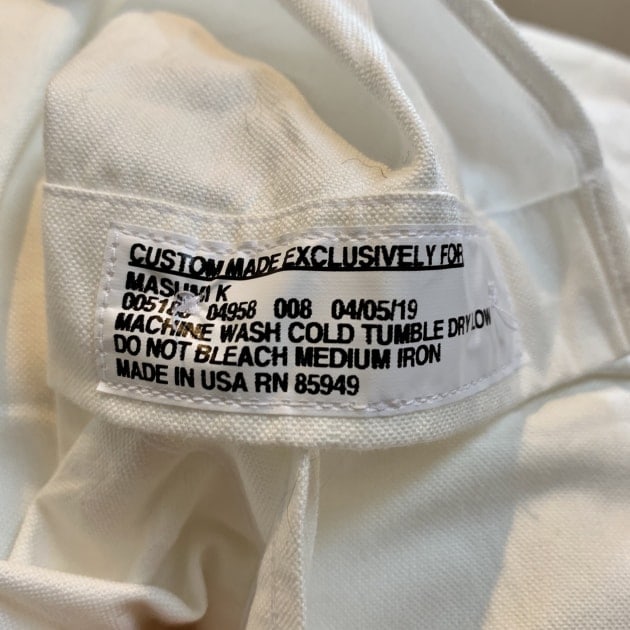 CUSTOM MADE EXCLUSIVELY FOR
MASUMI K
04958 008 04/05/19
MACHINE WASH COLD TUMBLE DRY LOW
DO NOT BLEACH MEDIUM IRON
MADE IN USA RN 85949